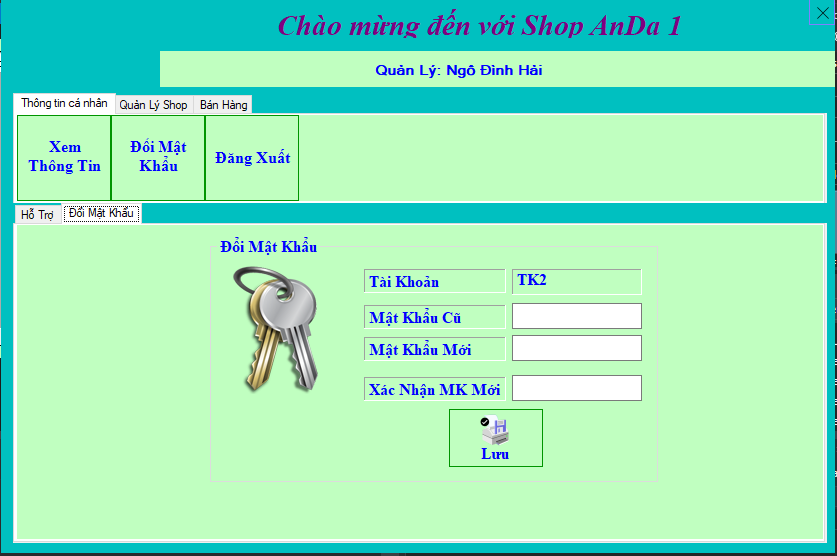 Chào mừng đến với Shop AnDa 1
Quản Lý: Ngô Đình Hải
Thông tin cá nhân Quản Lý Shop Bán Hàng
Xem
Thông Tin
Đổi Mật
Khẩu
Đăng Xuất
Hỗ Trợ Đổi Mật Khẩu
Đổi Mật Khẩu
Tài Khoản TK2
Mật Khẩu Cũ
Mật Khẩu Mới
Xác Nhận MK Mới
Lưu